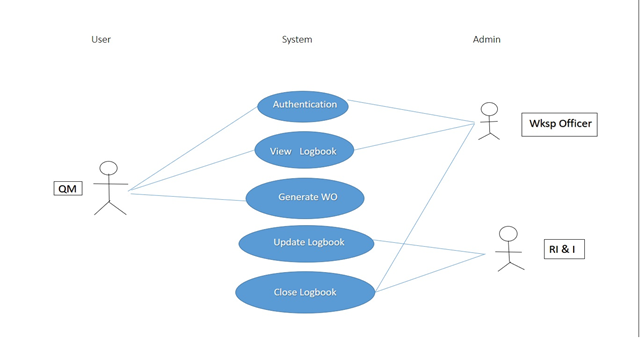 User
System
Admin
Authentication
Wksp Officer
View Logbook
QM
Generate WO
Update Logbook
RI & I
Close Logbook